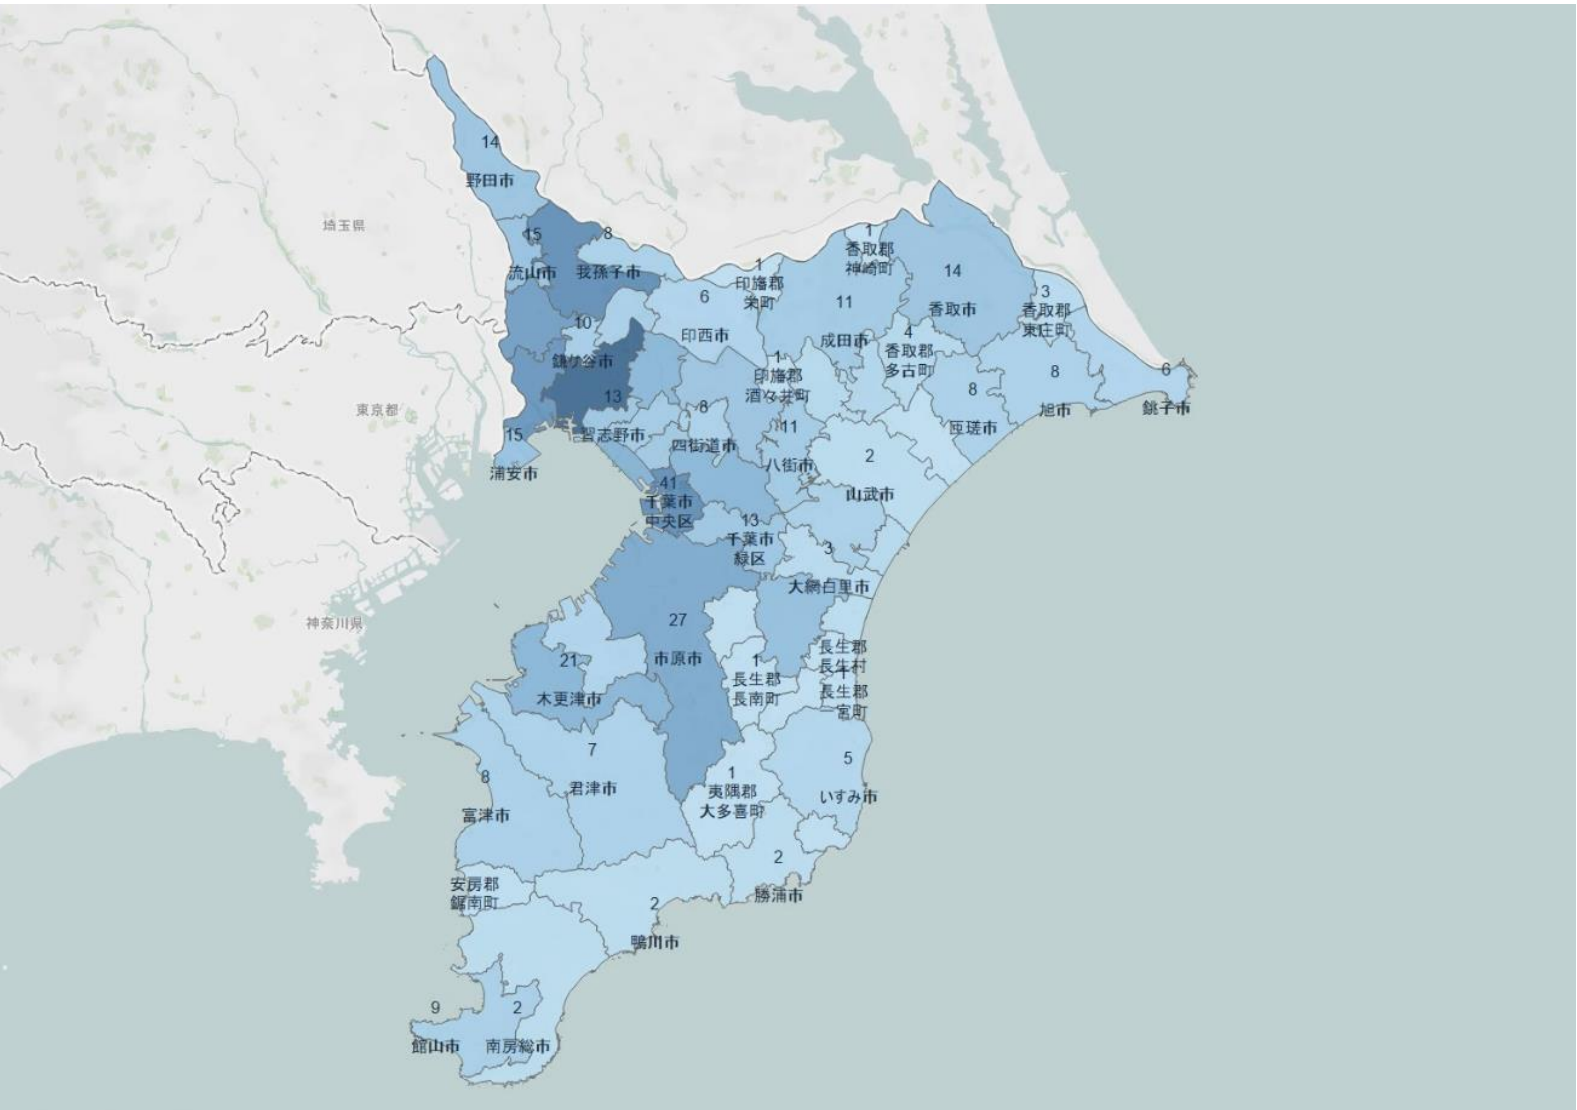 14
野田市
埼玉県
15
8
流山市
我孫子市
1
香取郡
神崎町
1
印旛郡
栄町
14
香取市
3
香取郡
東庄町
6
印西市
11
成田市
10
鎌ケ谷市
4
香取郡
多古町
1
印旛郡
酒々井町
8
旭市
6
銚子市
8
匝瑳市
東京都
13
習志野市
8
四街道市
11
八街市
15
浦安市
2
山武市
41
千葉市
中央区
13
千葉市
緑区
3
大網白里市
神奈川県
27
市原市
21
木更津市
1
長生郡
長南町
長生郡
長生村
1
長生郡
一宮町
7
君津市
8
富津市
1
夷隅郡
大多喜町
5
いすみ市
2
勝浦市
安房郡
鋸南町
2
鴨川市
9
館山市
2
南房総市